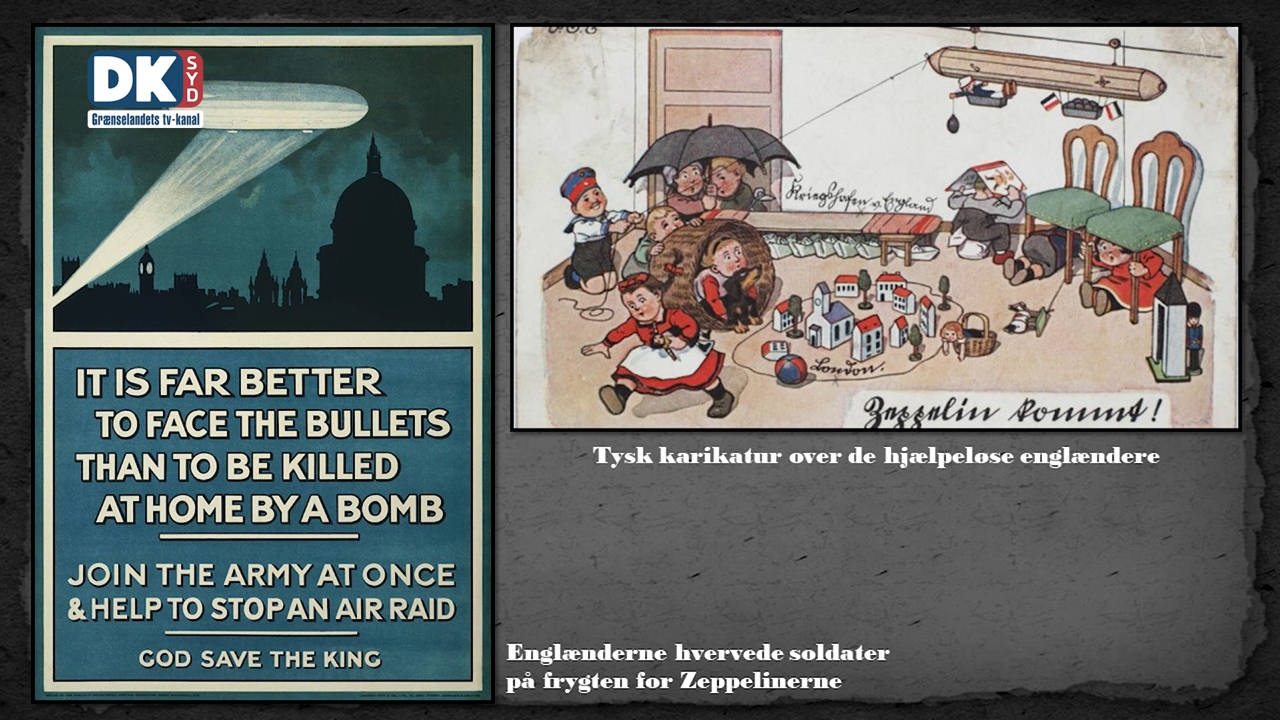 DK
SYD
Grænselandets tv-kanal
IT IS FAR BETTER
TO FACE THE BULLETS
THAN TO BE KILLED
AT HOME BY A BOMB
JOIN THE ARMY AT ONCE
& HELP TO STOP AN AIR RAID
GOD SAVE THE KING
Kriegshafen v. England
London.
Zeppelin kommt!
Tysk karikatur over de hjælpeløse englændere
Englænderne hvervede soldater
på frygten for Zeppelinerne